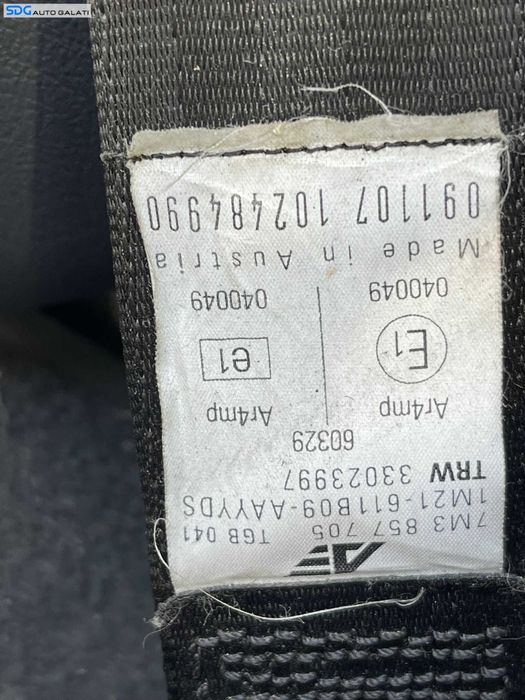 SDG AUTO GALATI
AE
7M3 857 705 TGB 041
1M21-611B09-AAYYDS
TRW 33023997
60329
Ar4mp Ar4mp
E1 e1
040049 040049
Made in Austria
091107 102484990